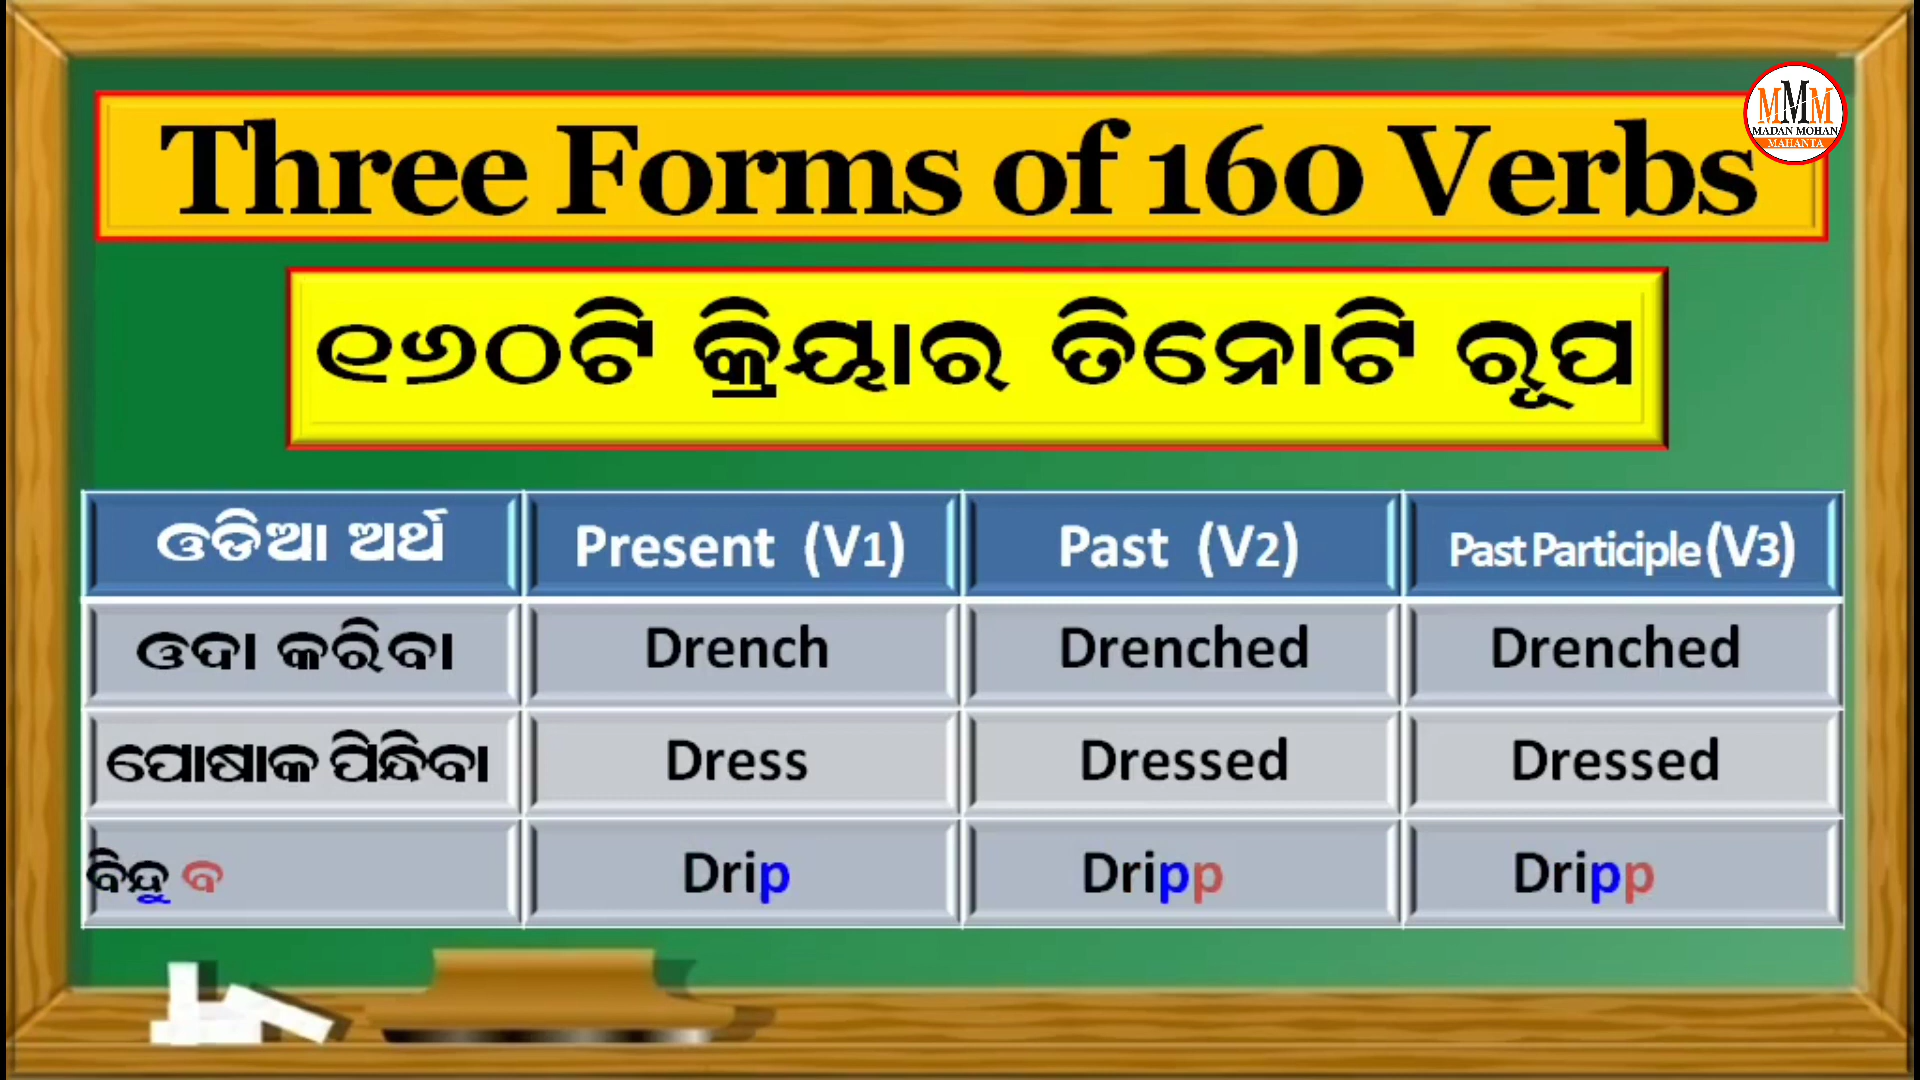 MMM
MADAN MOHAN
MAHANTA
Three Forms of 160 Verbs
୧୬୦ଟି କ୍ରିୟାର ତିନୋଟି ରୂପ
ଓଡିଆ ଅର୍ଥ Present (V1) Past (V2) Past Participle (V3)
ଓଦା କରିବା Drench Drenched Drenched
ପୋଷାକ ପିନ୍ଧିବା Dress Dressed Dressed
ବିନ୍ଦୁ ବ Drip Dripp Dripp